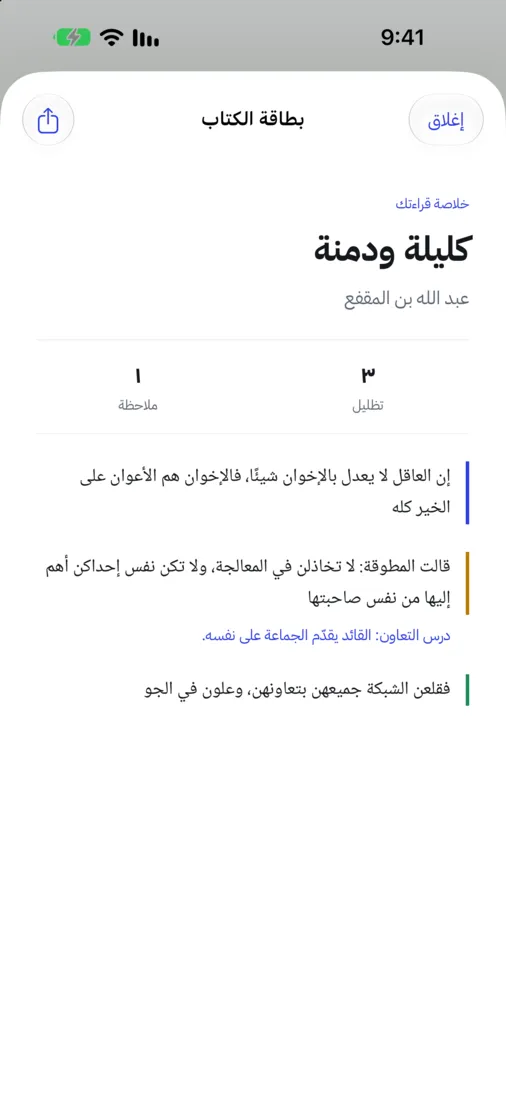 9:41
إغلاق
بطاقة الكتاب
خلاصة قراءتك
كليلة ودمنة
عبد الله بن المقفع
٣
تظليل
١
ملاحظة
إن العاقل لا يعدل بالإخوان شيئًا، فالإخوان هم الأعوان على
الخير كله
قالت المطوقة: لا تخاذلن في المعالجة، ولا تكن نفس إحداكن أهم
إليها من نفس صاحبتها
درس التعاون: القائد يقدّم الجماعة على نفسه.
فقلعن الشبكة جميعهن بتعاونهن، وعلون في الجو